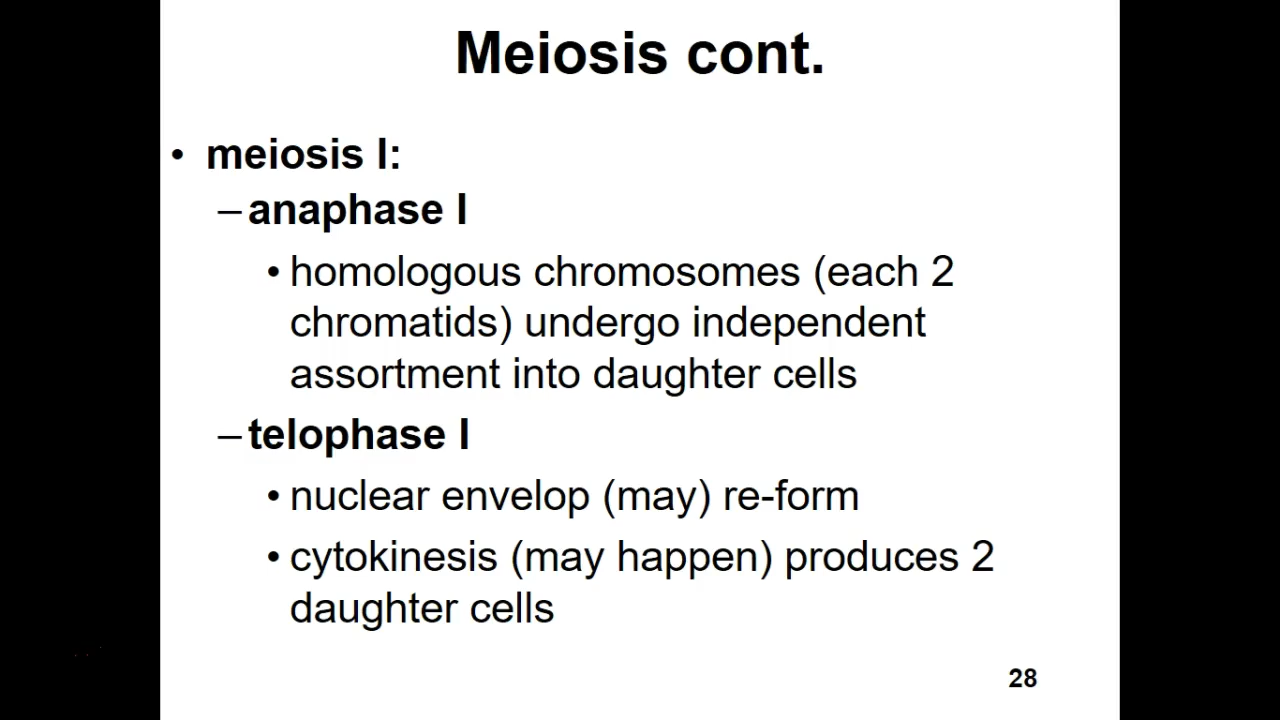 Meiosis cont.
• meiosis I:
–anaphase I
• homologous chromosomes (each 2
chromatids) undergo independent
assortment into daughter cells
–telophase I
• nuclear envelop (may) re-form
• cytokinesis (may happen) produces 2
daughter cells
28